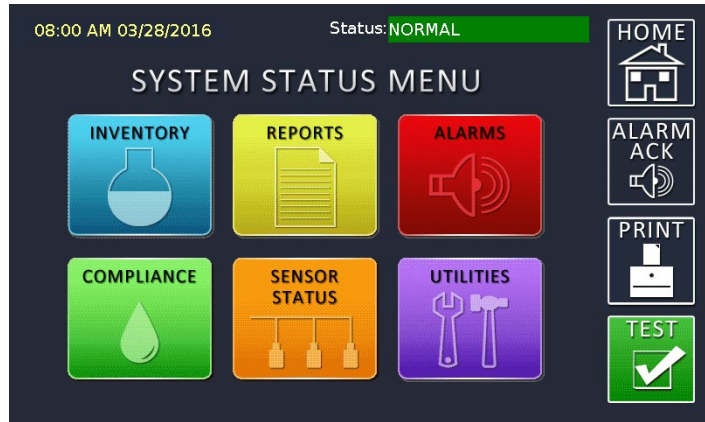 08:00 AM 03/28/2016
Status: NORMAL
SYSTEM STATUS MENU
INVENTORY
REPORTS
ALARMS
COMPLIANCE
SENSOR
STATUS
UTILITIES
HOME
ALARM
ACK
PRINT
TEST